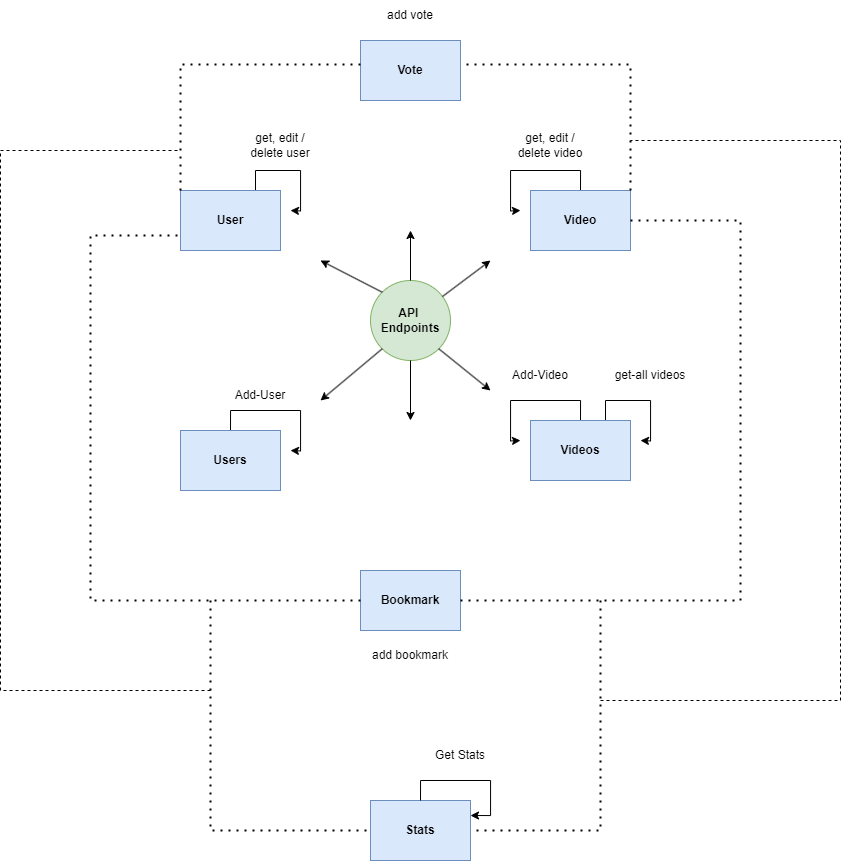 add vote
Vote
get, edit /
delete user
get, edit /
delete video
User
Video
API
Endpoints
Add-User
Add-Video
get-all videos
Users
Videos
Bookmark
add bookmark
Get Stats
Stats